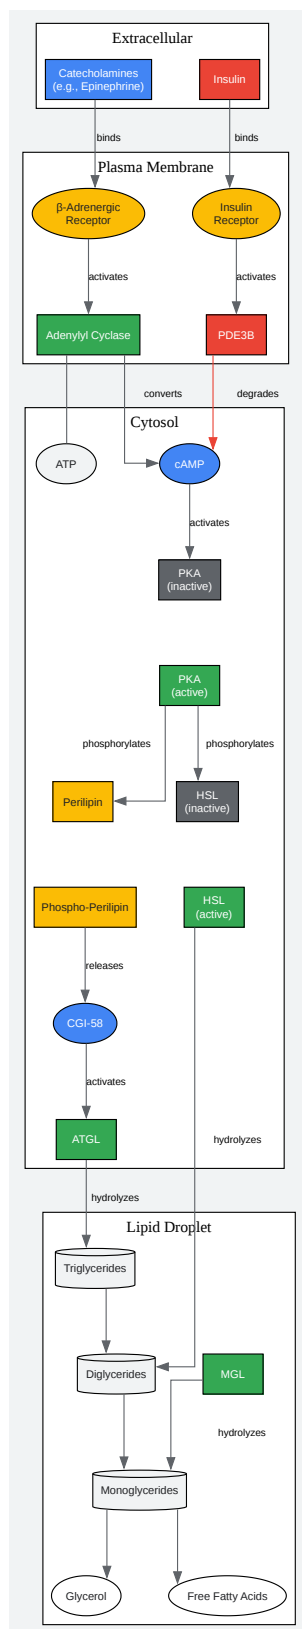 Extracellular
Catecholamines
(e.g., Epinephrine)
Insulin
binds
binds
Plasma Membrane
β-Adrenergic
Receptor
Insulin
Receptor
activates
activates
Adenylyl Cyclase
PDE3B
converts
degrades
Cytosol
ATP
cAMP
activates
PKA
(inactive)
PKA
(active)
phosphorylates
phosphorylates
Perilipin
HSL
(inactive)
Phospho-Perilipin
HSL
(active)
releases
CGI-58
activates
ATGL
hydrolyzes
hydrolyzes
Lipid Droplet
Triglycerides
Diglycerides
MGL
hydrolyzes
Monoglycerides
Glycerol
Free Fatty Acids